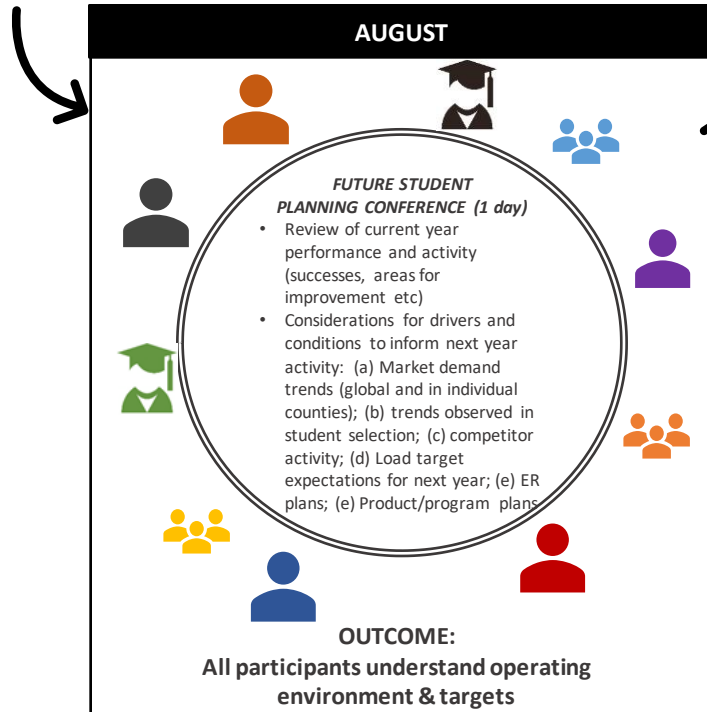 AUGUST
FUTURE STUDENT
PLANNING CONFERENCE (1 day)
• Review of current year
performance and activity
(successes, areas for
improvement etc)
• Considerations for drivers and
conditions to inform next year
activity: (a) Market demand
trends (global and in individual
counties); (b) trends observed in
student selection; (c) competitor
activity; (d) Load target
expectations for next year; (e) ER
plans; (e) Product/program plans
OUTCOME:
All participants understand operating
environment & targets